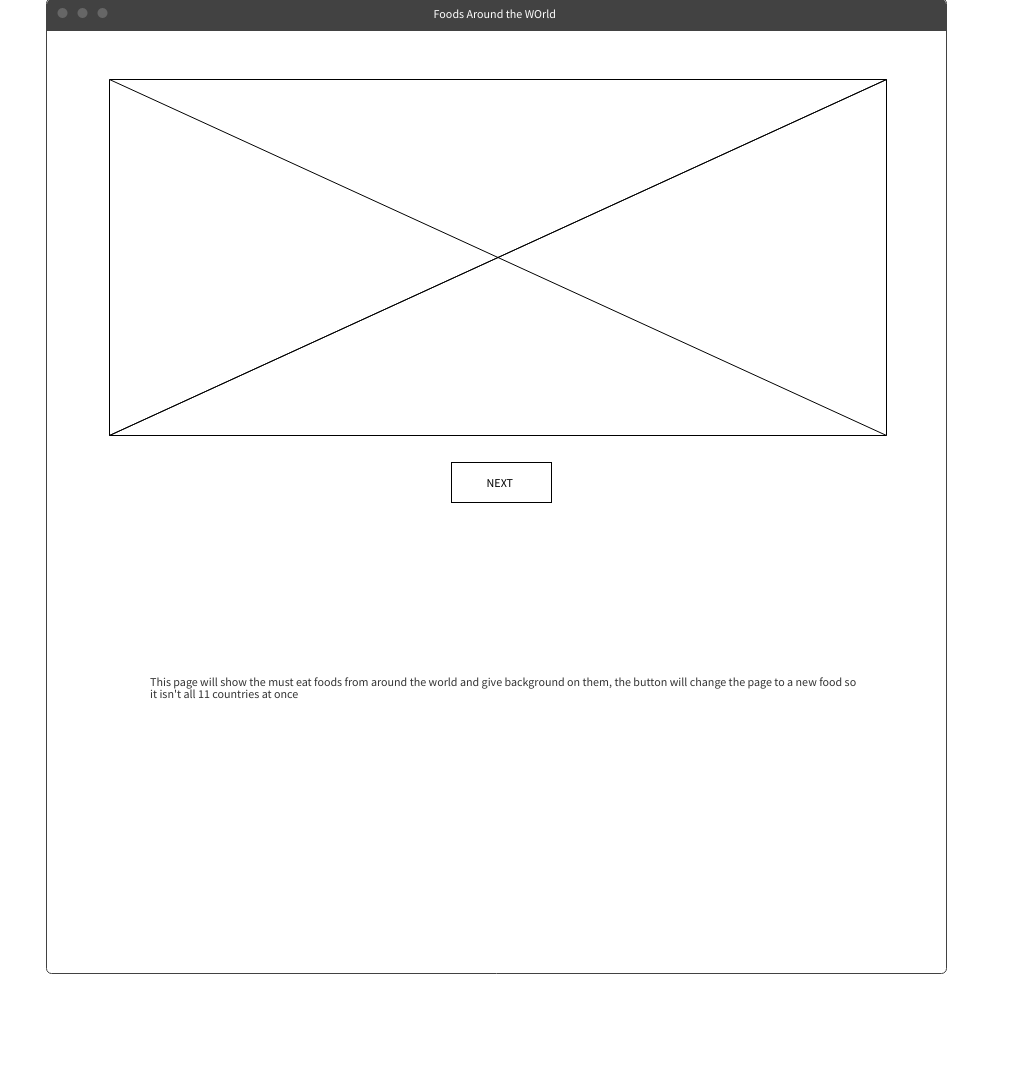 Foods Around the WOrld
NEXT
This page will show the must eat foods from around the world and give background on them, the button will change the page to a new food so
it isn't all 11 countries at once